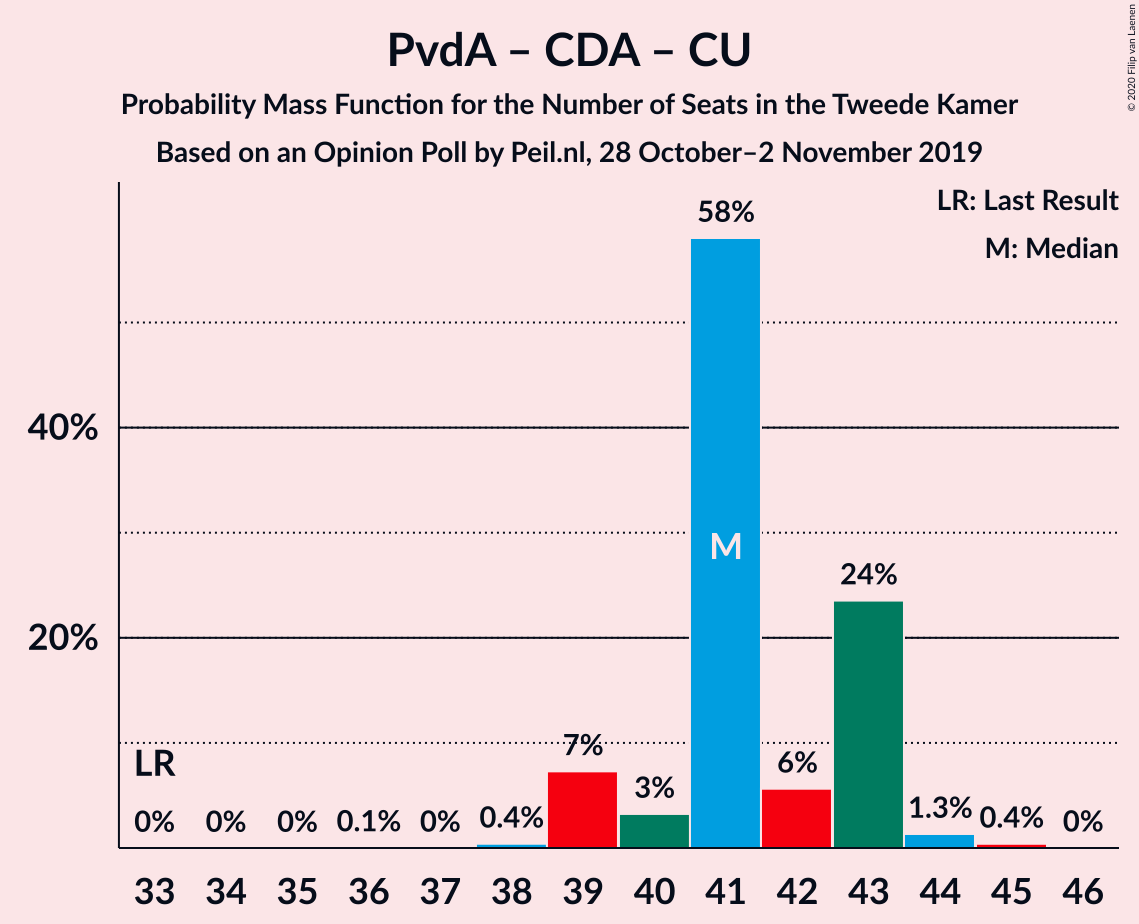 PvdA – CDA – CU
Probability Mass Function for the Number of Seats in the Tweede Kamer
Based on an Opinion Poll by Peil.nl, 28 October–2 November 2019
© 2020 Filip van Laenen
LR: Last Result
M: Median
58%
40%
M
24%
20%
7%
LR
6%
3%
0% 0% 0% 0.1% 0% 0.4% 1.3% 0.4% 0%
33 34 35 36 37 38 39 40 41 42 43 44 45 46